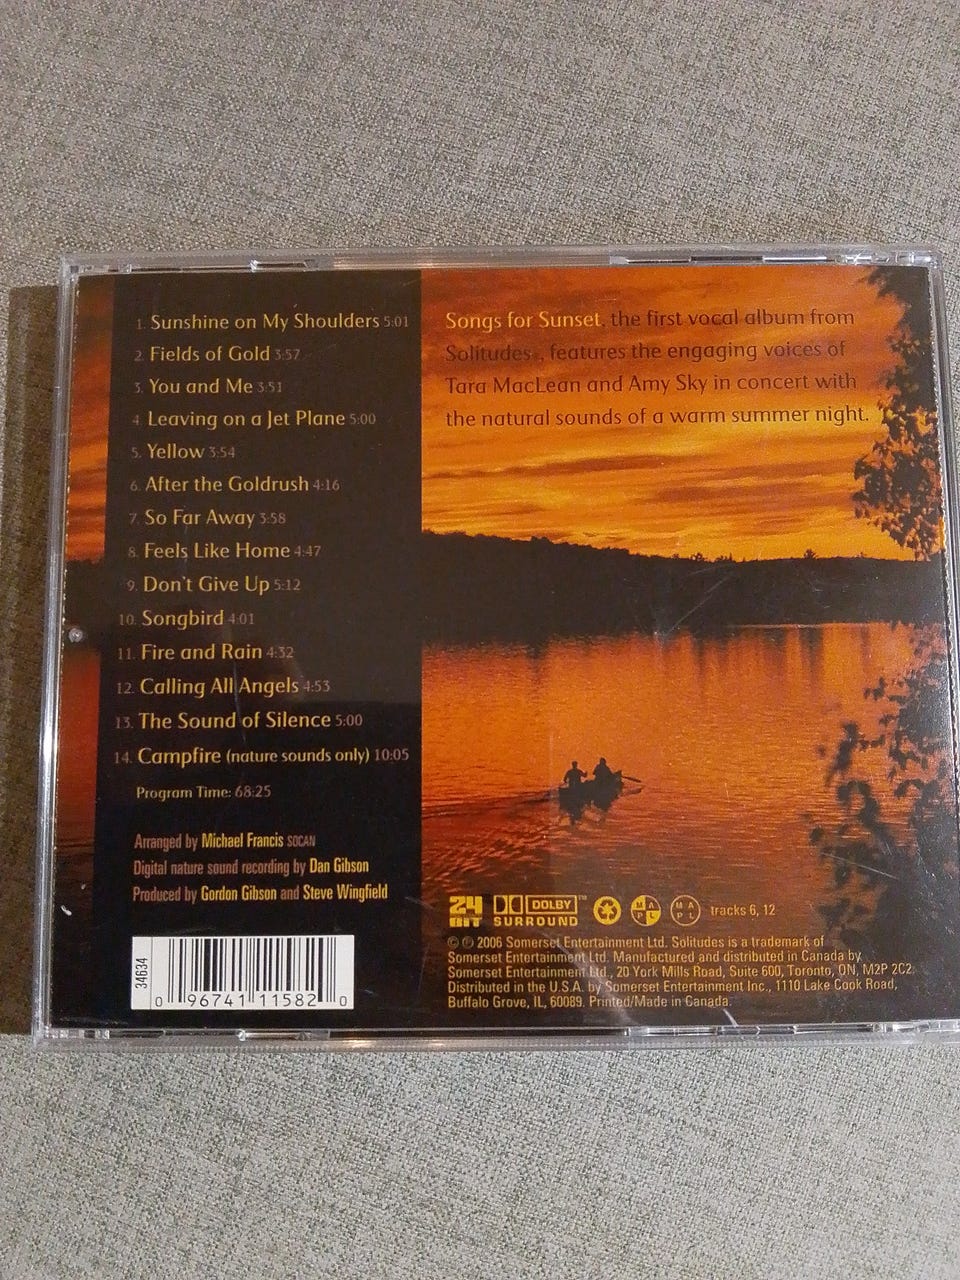 1. Sunshine on My Shoulders 5:01
2. Fields of Gold 3:57
3. You and Me 3:51
4. Leaving on a Jet Plane 5:00
5. Yellow 3:54
6. After the Goldrush 4:16
7. So Far Away 3:58
8. Feels Like Home 4:47
9. Don't Give Up 5:12
10. Songbird 4:01
11. Fire and Rain 4:32
12. Calling All Angels 4:53
13. The Sound of Silence 5:00
14. Campfire (nature sounds only) 10:05
Program Time: 68:25
Arranged by Michael Francis SOCAN
Digital nature sound recording by Dan Gibson
Produced by Gordon Gibson and Steve Wingfield
34634
0 96741 11582 0
Songs for Sunset, the first vocal album from
Solitudes®, features the engaging voices of
Tara MacLean and Amy Sky in concert with
the natural sounds of a warm summer night.
24 BIT
DOLBY ™
SURROUND
M A P L
M A P L
tracks 6, 12
© ℗ 2006 Somerset Entertainment Ltd. Solitudes is a trademark of
Somerset Entertainment Ltd. Manufactured and distributed in Canada by
Somerset Entertainment Ltd., 20 York Mills Road, Suite 600, Toronto, ON, M2P 2C2.
Distributed in the U.S.A. by Somerset Entertainment Inc., 1110 Lake Cook Road,
Buffalo Grove, IL, 60089. Printed/Made in Canada.